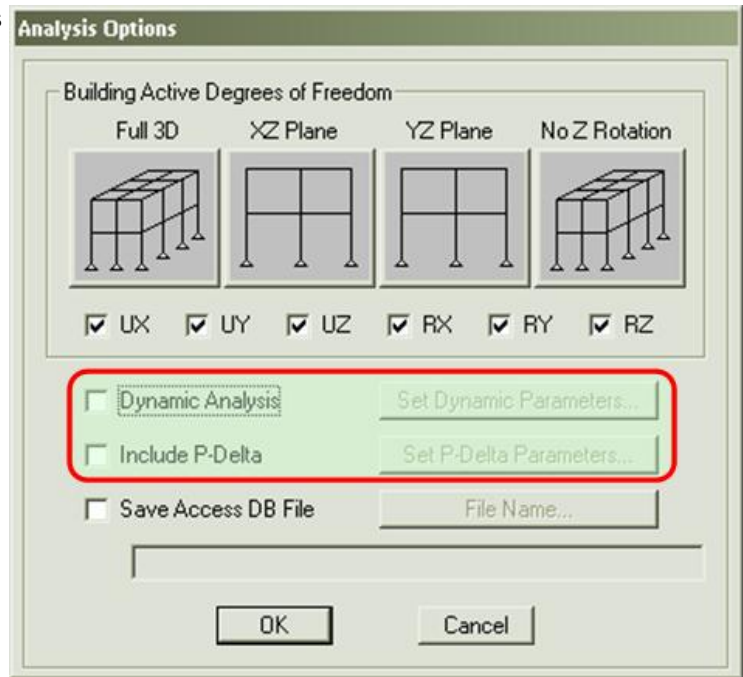 s
Analysis Options
Building Active Degrees of Freedom
Full 3D XZ Plane YZ Plane No Z Rotation
UX UY UZ RX RY RZ
Dynamic Analysis Set Dynamic Parameters...
Include P-Delta Set P-Delta Parameters...
Save Access DB File File Name...
OK Cancel